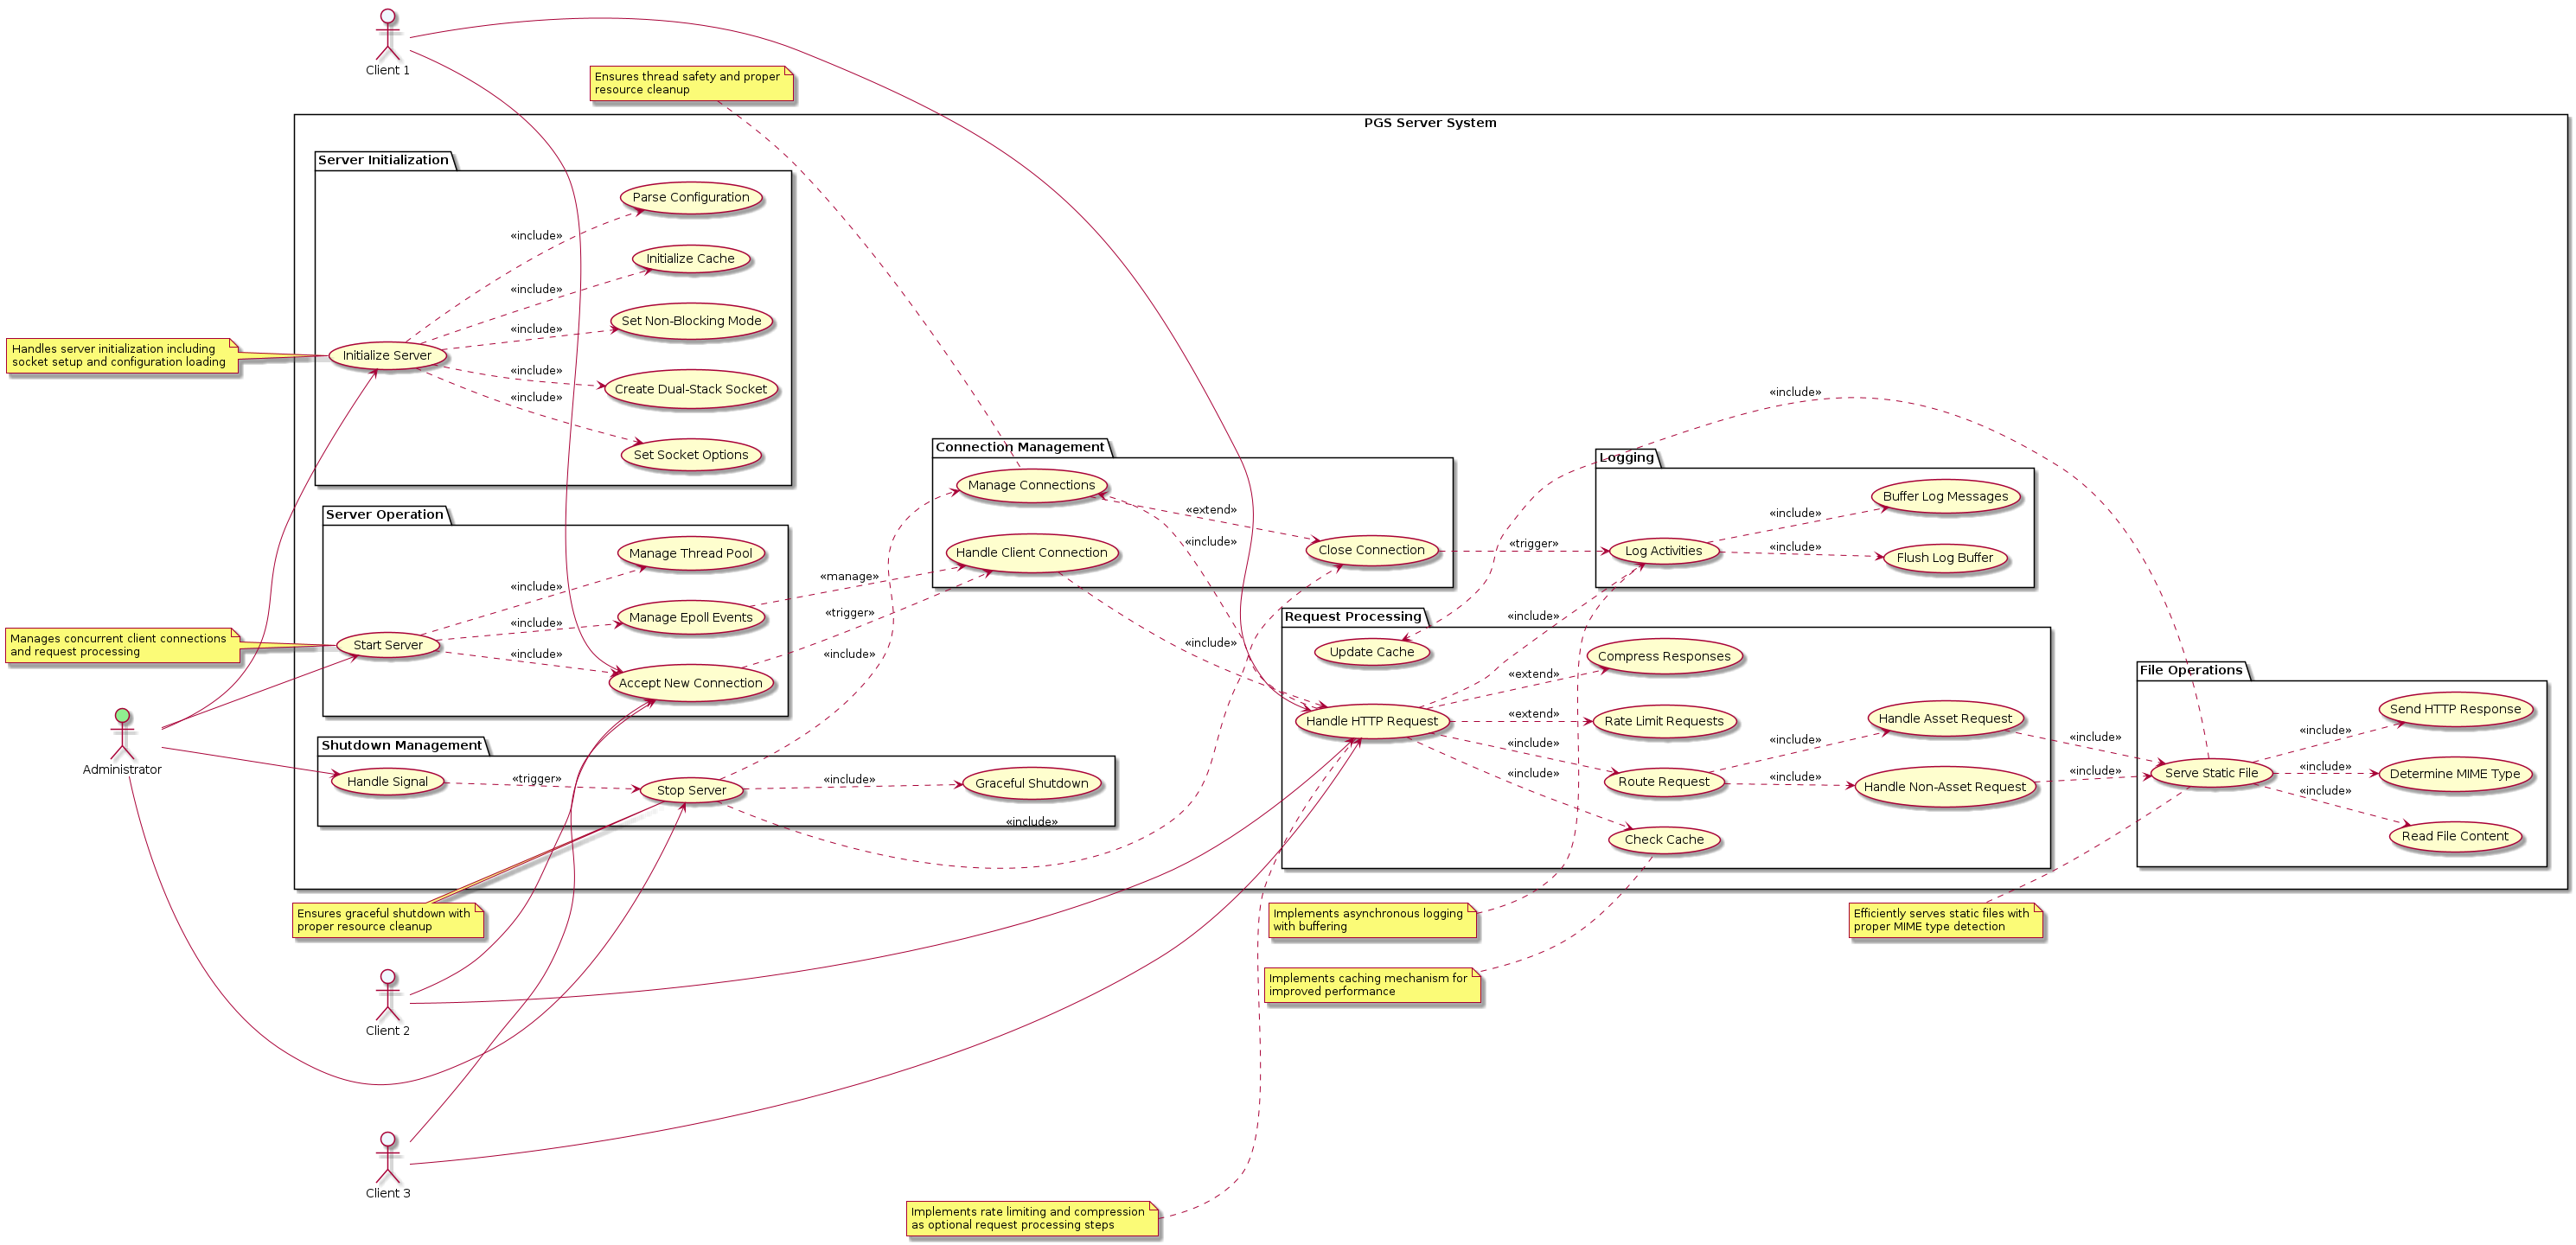 Client 1
Ensures thread safety and proper
resource cleanup
PGS Server System
Server Initialization
Parse Configuration
«include»
Initialize Cache
«include»
Set Non-Blocking Mode
«include»
Handles server initialization including
socket setup and configuration loading
Initialize Server
«include»
Create Dual-Stack Socket
«include»
Set Socket Options
Server Operation
Manage Thread Pool
«include»
Manage Epoll Events
«include»
Manages concurrent client connections
and request processing
Start Server
«include»
Accept New Connection
Connection Management
Manage Connections
«extend»
«include»
Handle Client Connection
Close Connection
«manage»
«trigger»
«include»
«include»
«trigger»
«include»
Logging
Buffer Log Messages
«include»
Log Activities
«include»
Flush Log Buffer
Request Processing
«include»
Update Cache
Compress Responses
«extend»
Handle HTTP Request
«extend»
Rate Limit Requests
Handle Asset Request
«include»
«include»
«include»
Route Request
«include»
Handle Non-Asset Request
«include»
«include»
Check Cache
File Operations
Send HTTP Response
«include»
Serve Static File
«include»
Determine MIME Type
«include»
Read File Content
Administrator
Shutdown Management
Handle Signal
«trigger»
Stop Server
«include»
Graceful Shutdown
«include»
Ensures graceful shutdown with
proper resource cleanup
Implements asynchronous logging
with buffering
Efficiently serves static files with
proper MIME type detection
Implements caching mechanism for
improved performance
Client 2
Client 3
Implements rate limiting and compression
as optional request processing steps